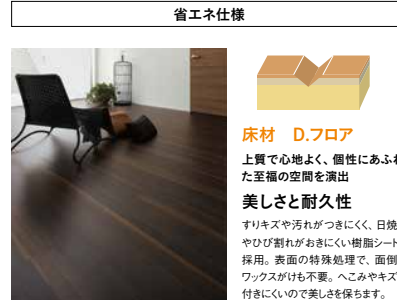 省エネ仕様
床材　D.フロア
上質で心地よく、個性にあふれ
た至福の空間を演出
美しさと耐久性
すりキズや汚れがつきにくく、日焼
やひび割れがおきにくい樹脂シート
採用。表面の特殊処理で、面倒
ワックスがけも不要。へこみやキズ
付きにくいので美しさを保ちます。